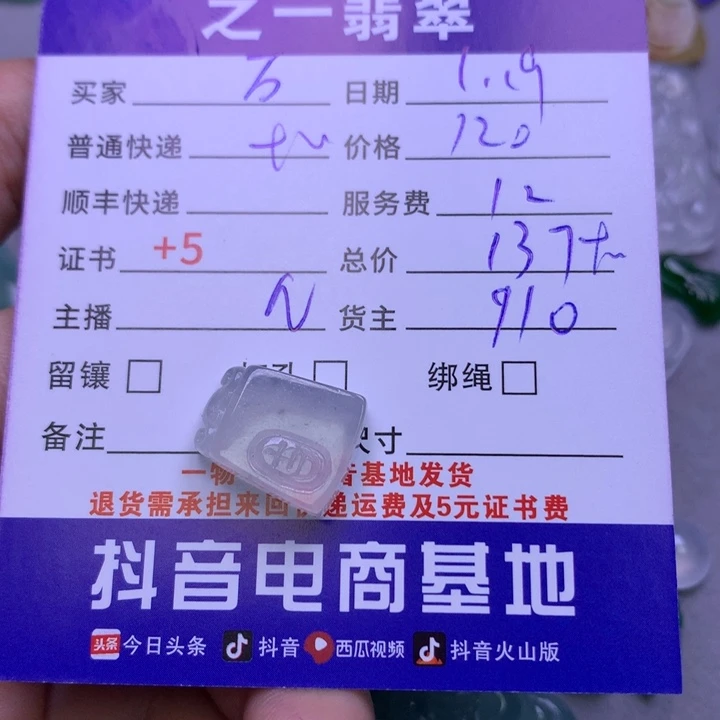 之一翡翠
买家 万 日期 1.19
普通快递 价格 120
顺丰快递 服务费 12
证书 +5 总价 137
主播 N 货主 910
留镶 绑绳
备注 尺寸
一物 音基地发货
退货需承担来回 递运费及5元证书费
抖音电商基地
头条 今日头条 抖音 西瓜视频 抖音火山版